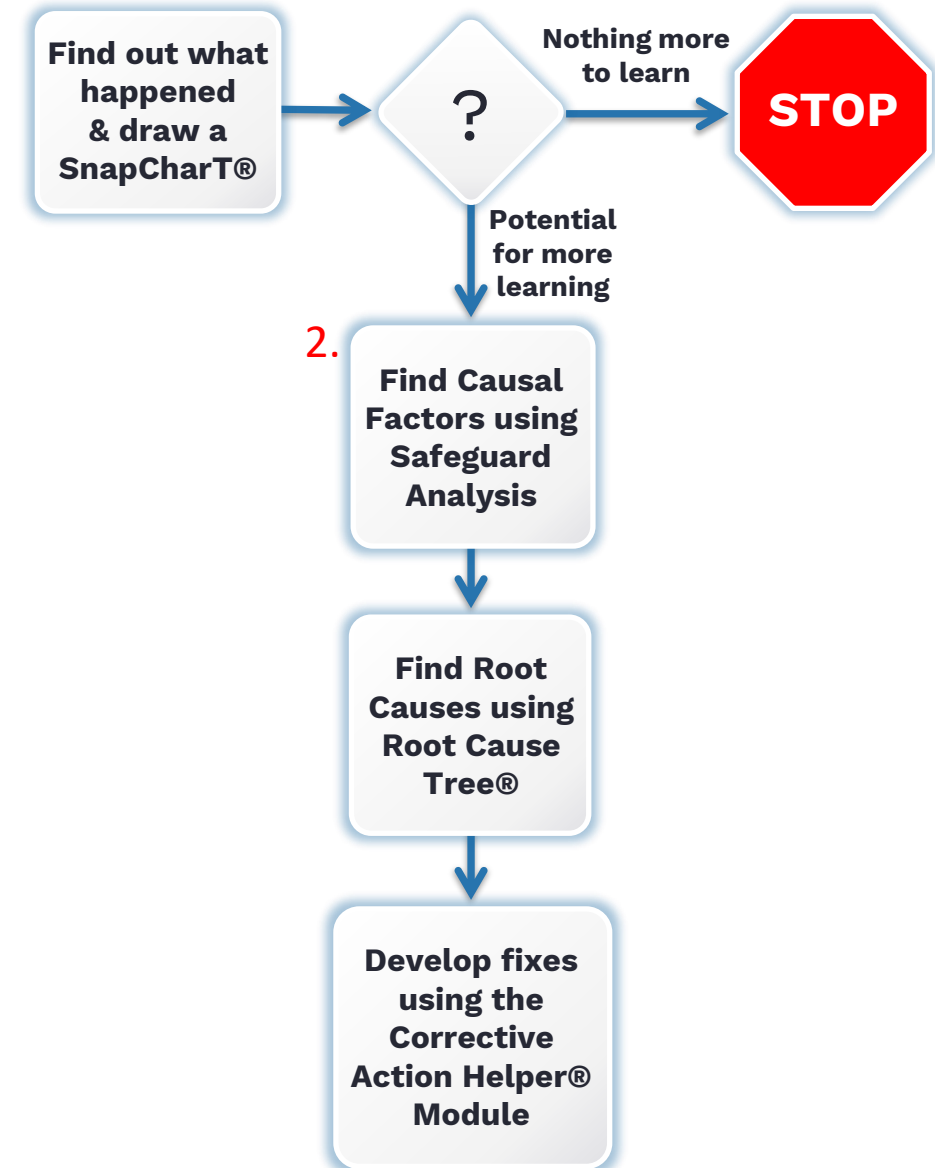 Find out what
happened
& draw a
SnapCharT®
?
Nothing more
to learn
STOP
Potential
for more
learning
2.
Find Causal
Factors using
Safeguard
Analysis
Find Root
Causes using
Root Cause
Tree®
Develop fixes
using the
Corrective
Action Helper®
Module